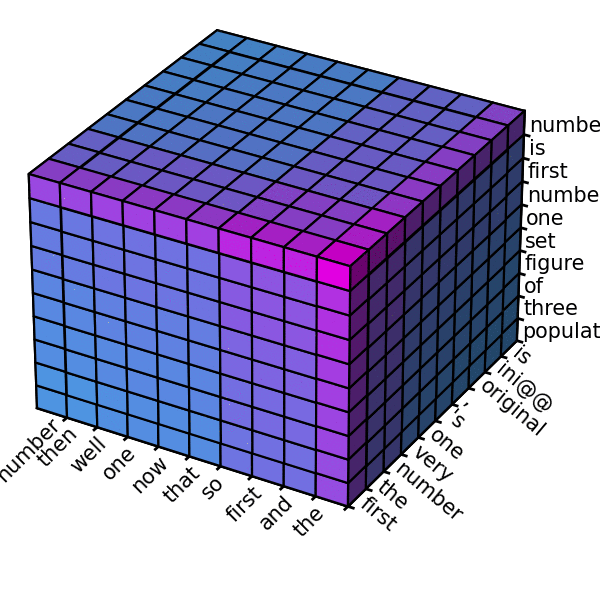 numbe
is
first
numbe
one
set
figure
of
three
populat
number
then
well
one
now
that
so
first
and
the
is
ini@@
original
's
one
very
number
the
first